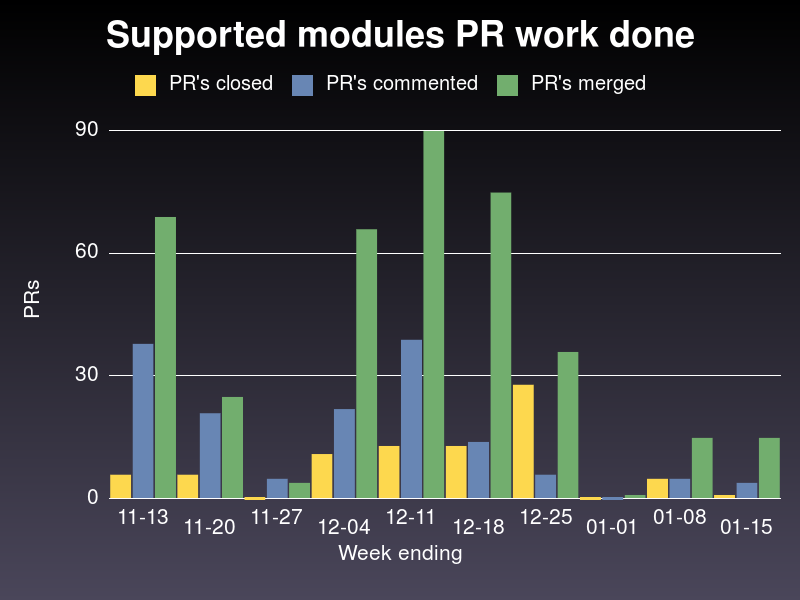 Supported modules PR work done
PR's closed PR's commented PR's merged
90
60
30
0
PRs
11-13 11-20 11-27 12-04 12-11 12-18 12-25 01-01 01-08 01-15
Week ending